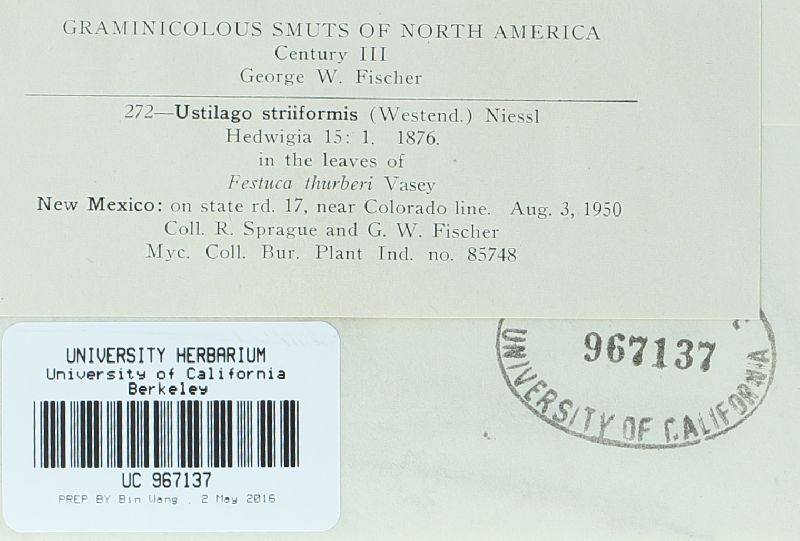 GRAMINICOLOUS SMUTS OF NORTH AMERICA
Century III
George W. Fischer
272—Ustilago striiformis (Westend.) Niessl
Hedwigia 15: 1. 1876.
in the leaves of
Festuca thurberi Vasey
New Mexico: on state rd. 17, near Colorado line. Aug. 3, 1950
Coll. R. Sprague and G. W. Fischer
Myc. Coll. Bur. Plant Ind. no. 85748
UNIVERSITY HERBARIUM
University of California
Berkeley
UC 967137
PREP BY Bin Wang , 2 May 2016
967137
UNIVERSITY OF CALIFORNIA